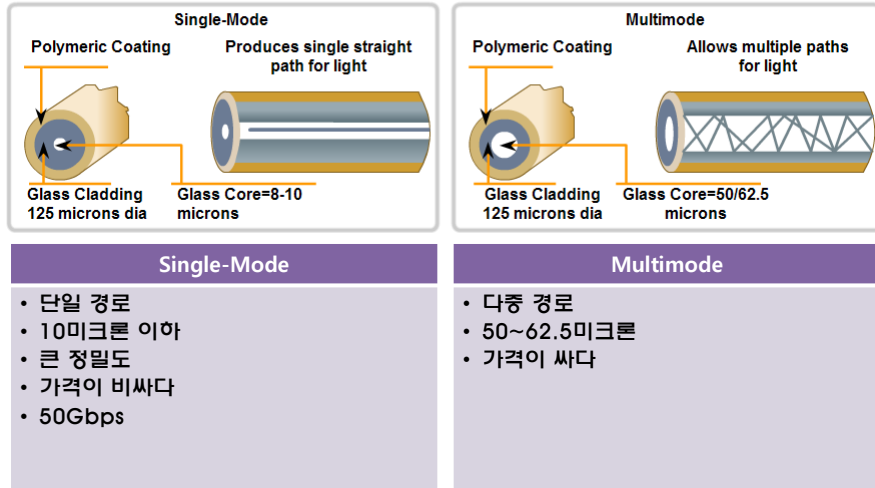 Single-Mode
Polymeric Coating
Produces single straight
path for light
Glass Cladding
125 microns dia
Glass Core=8-10
microns
Multimode
Polymeric Coating
Allows multiple paths
for light
Glass Cladding
125 microns dia
Glass Core=50/62.5
microns
Single-Mode
• 단일 경로
• 10미크론 이하
• 큰 정밀도
• 가격이 비싸다
• 50Gbps
Multimode
• 다중 경로
• 50~62.5미크론
• 가격이 싸다